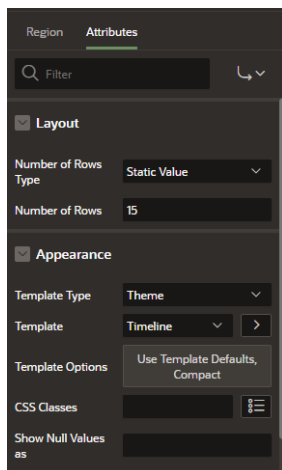 Region Attributes
Filter
Layout
Number of Rows
Type
Static Value
Number of Rows 15
Appearance
Template Type Theme
Template Timeline
Template Options
Use Template Defaults,
Compact
CSS Classes
Show Null Values
as